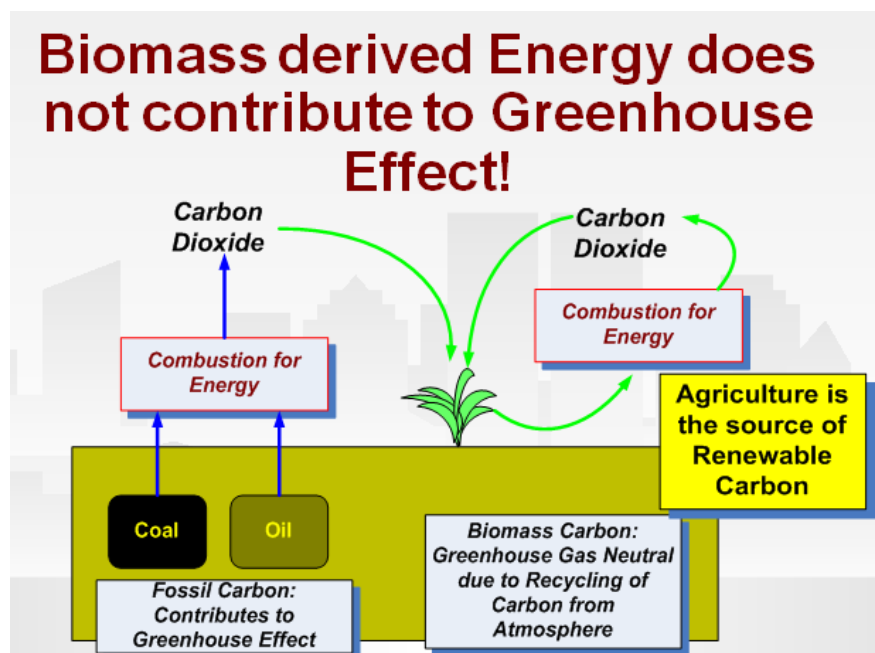 Biomass derived Energy does
not contribute to Greenhouse
Effect!
Carbon
Dioxide
Carbon
Dioxide
Combustion for
Energy
Combustion for
Energy
Agriculture is
the source of
Renewable
Carbon
Coal
Oil
Fossil Carbon:
Contributes to
Greenhouse Effect
Biomass Carbon:
Greenhouse Gas Neutral
due to Recycling of
Carbon from
Atmosphere